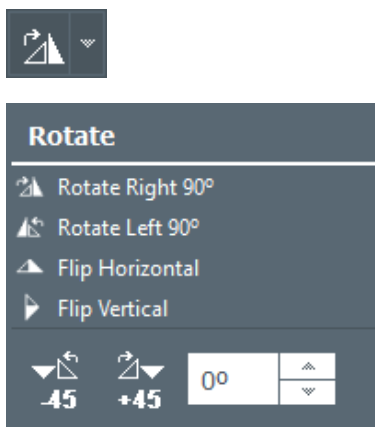 Rotate
Rotate Right 90º
Rotate Left 90º
Flip Horizontal
Flip Vertical
-45 +45 0º